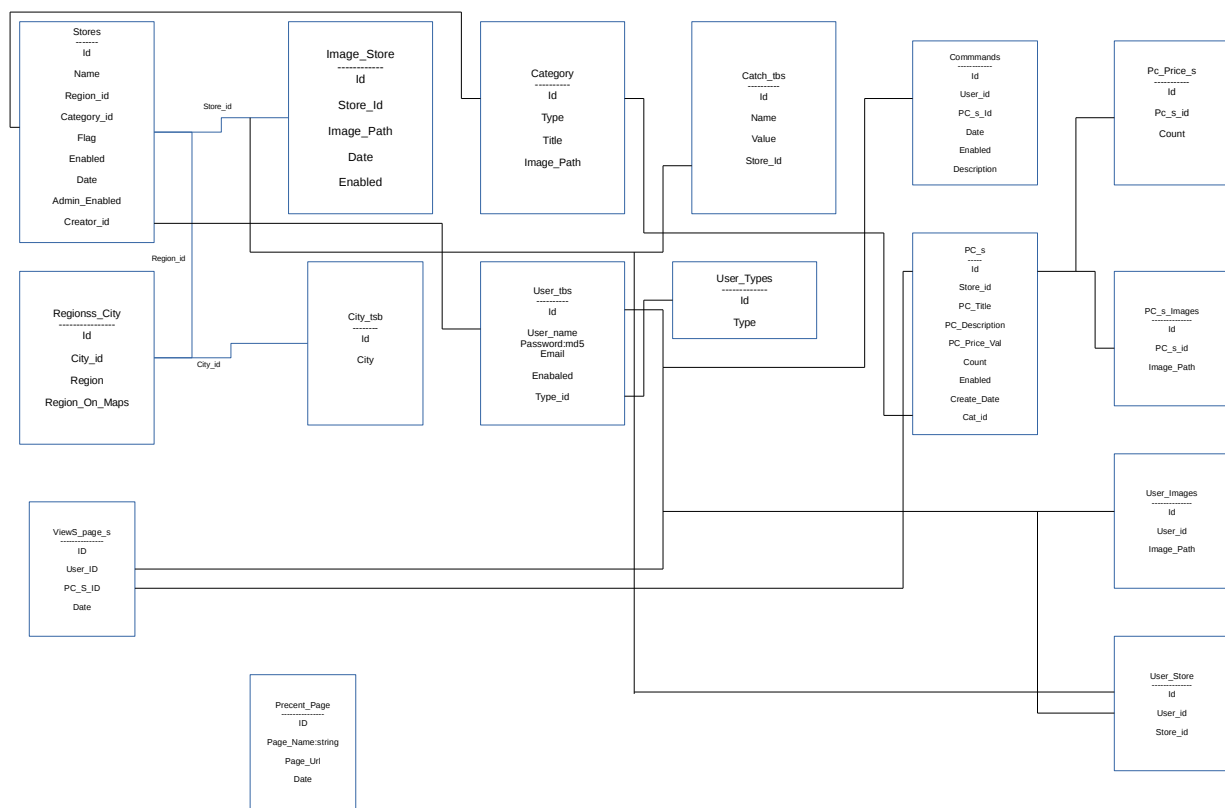 Stores
-------
Id
Name
Region_id
Category_id
Flag
Enabled
Date
Admin_Enabled
Creator_id
Store_id
Image_Store
------------
Id
Store_Id
Image_Path
Date
Enabled
Category
----------
Id
Type
Title
Image_Path
Catch_tbs
----------
Id
Name
Value
Store_Id
Commmands
------------
Id
User_id
PC_s_Id
Date
Enabled
Description
Pc_Price_s
-----------
Id
Pc_s_id
Count
Region_id
Regionss_City
----------------
Id
City_id
Region
Region_On_Maps
City_id
City_tsb
--------
Id
City
User_tbs
----------
Id
User_name
Password:md5
Email
Enabaled
Type_id
User_Types
-------------
Id
Type
PC_s
-----
Id
Store_id
PC_Title
PC_Description
PC_Price_Val
Count
Enabled
Create_Date
Cat_id
PC_s_Images
--------------
Id
PC_s_id
Image_Path
ViewS_page_s
---------------
ID
User_ID
PC_S_ID
Date
User_Images
--------------
Id
User_id
Image_Path
Precent_Page
---------------
ID
Page_Name:string
Page_Url
Date
User_Store
--------------
Id
User_id
Store_id